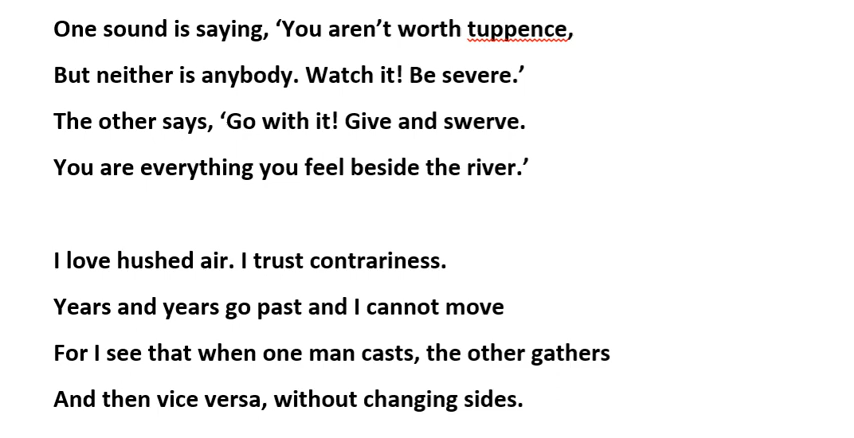 One sound is saying, ‘You aren’t worth tuppence,
But neither is anybody. Watch it! Be severe.’
The other says, ‘Go with it! Give and swerve.
You are everything you feel beside the river.’
I love hushed air. I trust contrariness.
Years and years go past and I cannot move
For I see that when one man casts, the other gathers
And then vice versa, without changing sides.